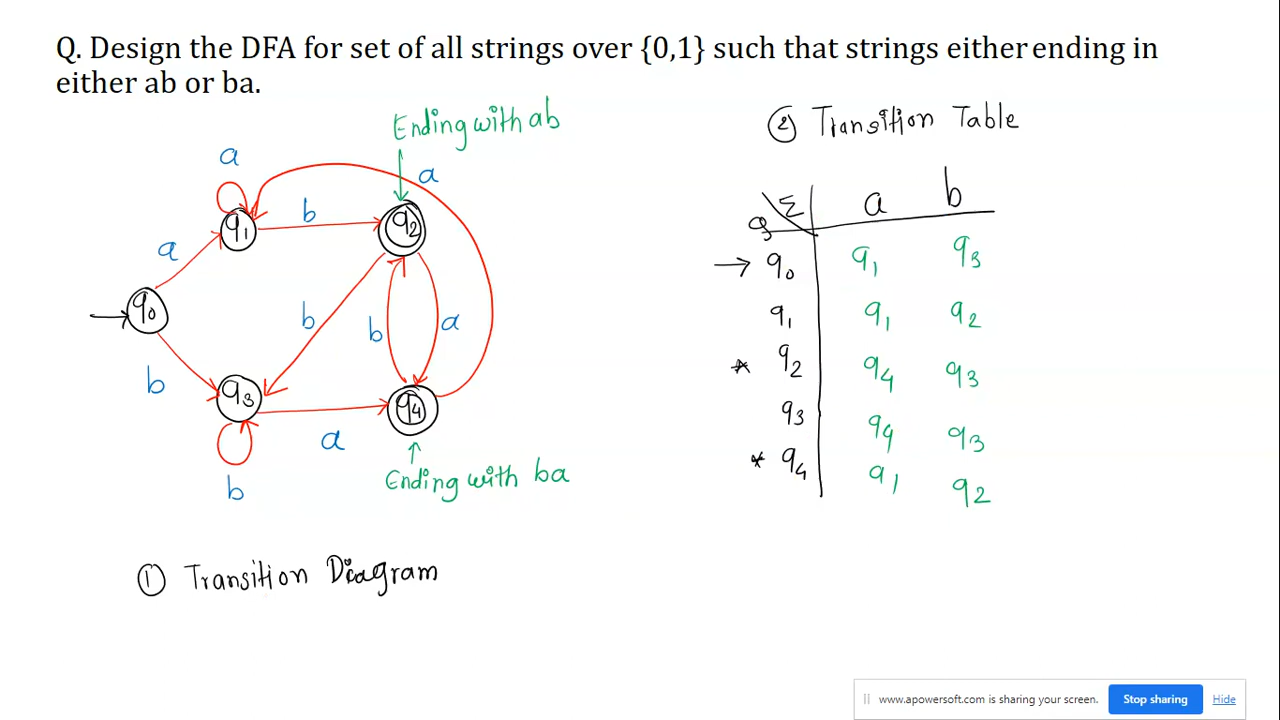 Q. Design the DFA for set of all strings over {0,1} such that strings either ending in
either ab or ba.
Ending with ab
② Transition Table
a
a
b
a
q1
q2
q0
b
b
b
a
q3
q4
a
b
Ending with ba
Σ a b
→ q0 q1 q3
q1 q1 q2
* q2 q4 q3
q3 q4 q3
* q4 q1 q2
① Transition Diagram
www.apowersoft.com is sharing your screen. Stop sharing Hide